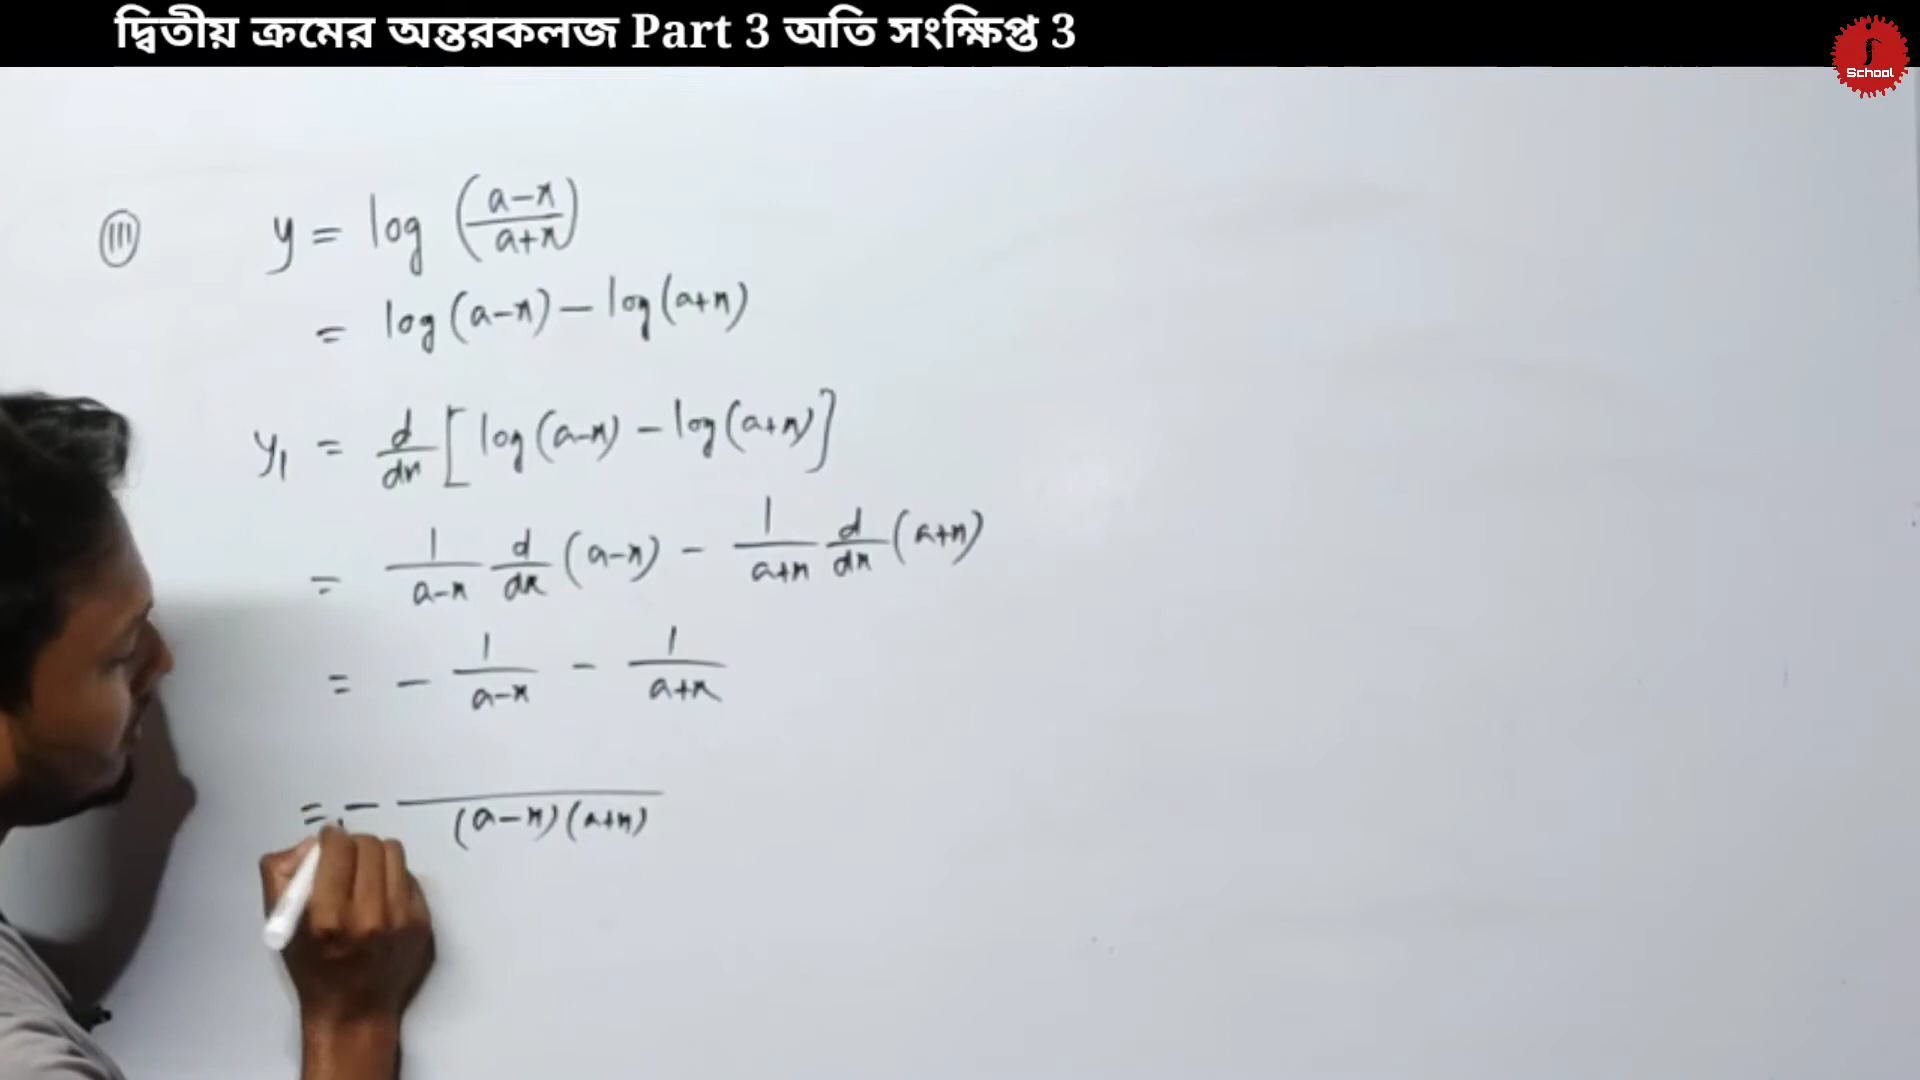 দ্বিতীয় ক্রমের অন্তরকলজ Part 3 অতি সংক্ষিপ্ত 3
School
(III) y = log ((a-x)/(a+x))
= log(a-x) - log(a+x)
y₁ = d/dx [log(a-x) - log(a+x)]
= 1/(a-x) d/dx (a-x) - 1/(a+x) d/dx (a+x)
= - 1/(a-x) - 1/(a+x)
= - /(a-x)(a+x)